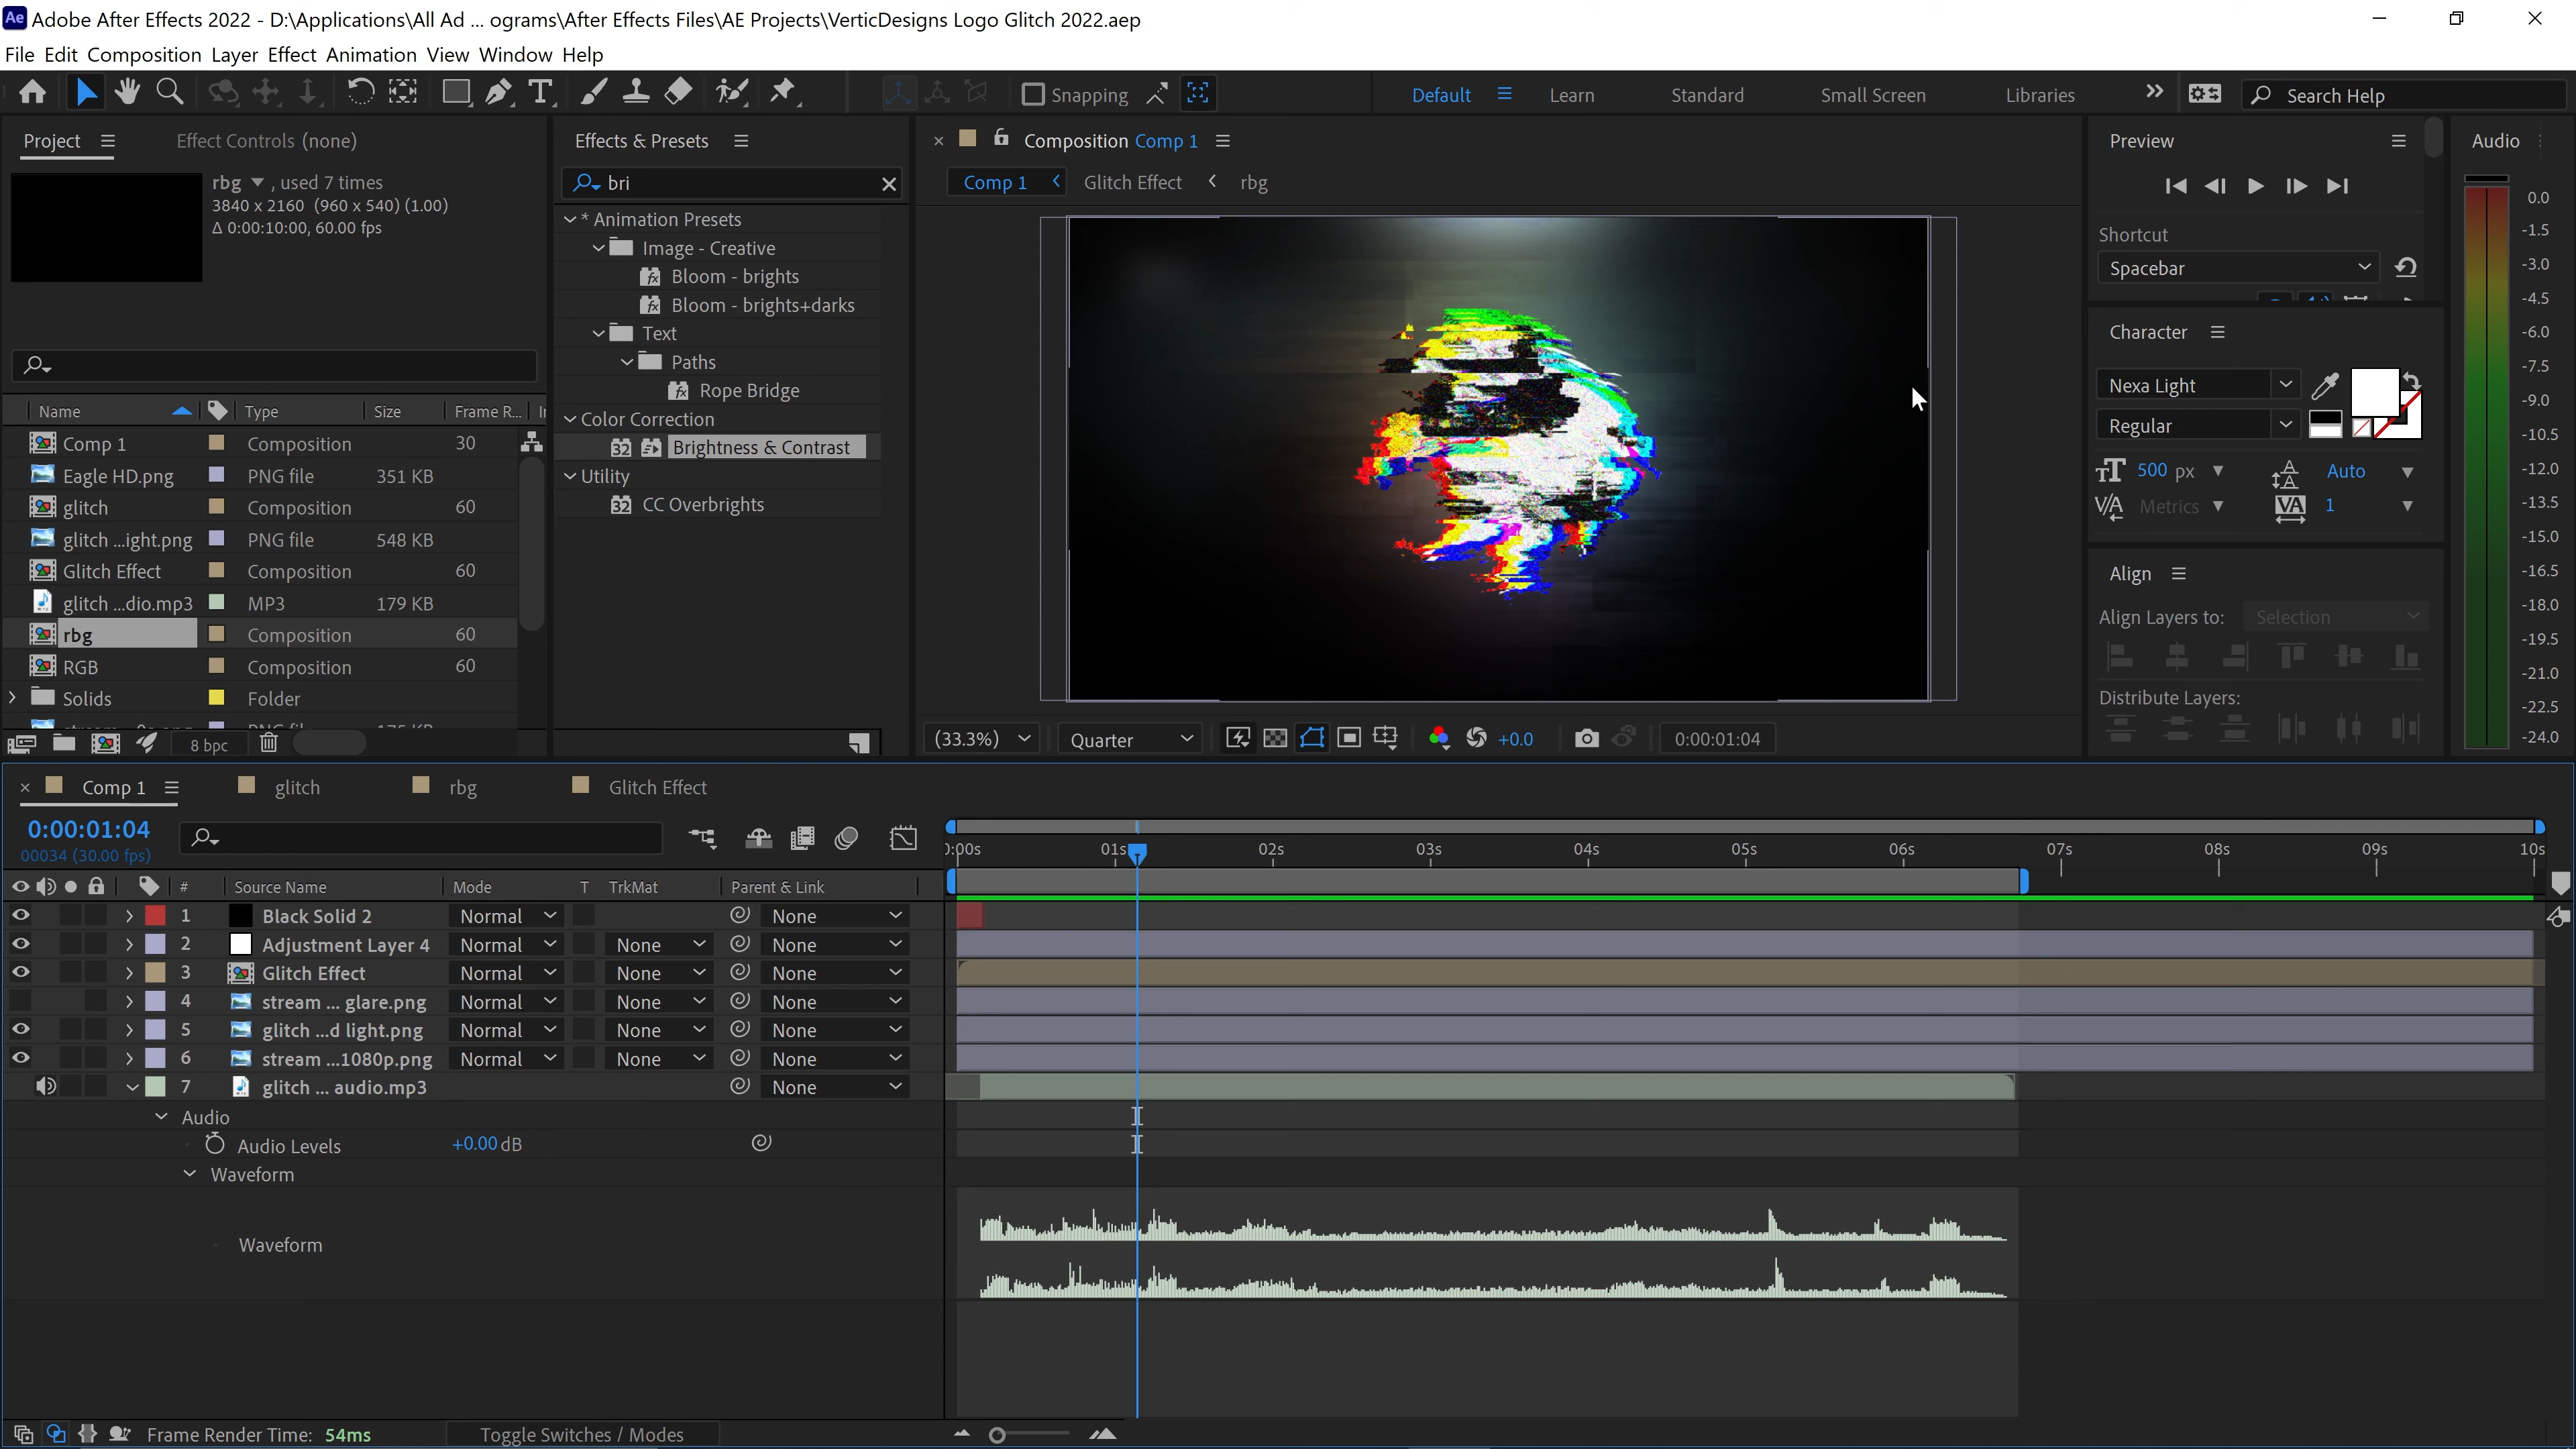 Ae Adobe After Effects 2022 - D:\Applications\All Ad ... ograms\After Effects Files\AE Projects\VerticDesigns Logo Glitch 2022.aep
File Edit Composition Layer Effect Animation View Window Help
Snapping Default Learn Standard Small Screen Libraries Search Help
Project Effect Controls (none)
rbg , used 7 times
3840 x 2160 (960 x 540) (1.00)
Δ 0:00:10:00, 60.00 fps
Name Type Size Frame R... I
Comp 1 Composition 30
Eagle HD.png PNG file 351 KB
glitch Composition 60
glitch ...ight.png PNG file 548 KB
Glitch Effect Composition 60
glitch ...dio.mp3 MP3 179 KB
rbg Composition 60
RGB Composition 60
Solids Folder
8 bpc
Effects & Presets
bri
* Animation Presets
Image - Creative
Bloom - brights
Bloom - brights+darks
Text
Paths
Rope Bridge
Color Correction
32 Brightness & Contrast
Utility
32 CC Overbrights
Composition Comp 1
Comp 1 Glitch Effect rbg
(33.3%) Quarter +0.0 0:00:01:04
Preview
Shortcut
Spacebar
Character
Nexa Light
Regular
500 px Auto
Metrics 1
Align
Align Layers to: Selection
Distribute Layers:
Audio
0.0
-1.5
-3.0
-4.5
-6.0
-7.5
-9.0
-10.5
-12.0
-13.5
-15.0
-16.5
-18.0
-19.5
-21.0
-22.5
-24.0
Comp 1 glitch rbg Glitch Effect
0:00:01:04
00034 (30.00 fps)
):00s 01s 02s 03s 04s 05s 06s 07s 08s 09s 10s
# Source Name Mode T TrkMat Parent & Link
1 Black Solid 2 Normal None
2 Adjustment Layer 4 Normal None None
3 Glitch Effect Normal None None
4 stream ... glare.png Normal None None
5 glitch ...d light.png Normal None None
6 stream ...1080p.png Normal None None
7 glitch ... audio.mp3 None
Audio
Audio Levels +0.00 dB
Waveform
Waveform
Frame Render Time: 54ms Toggle Switches / Modes